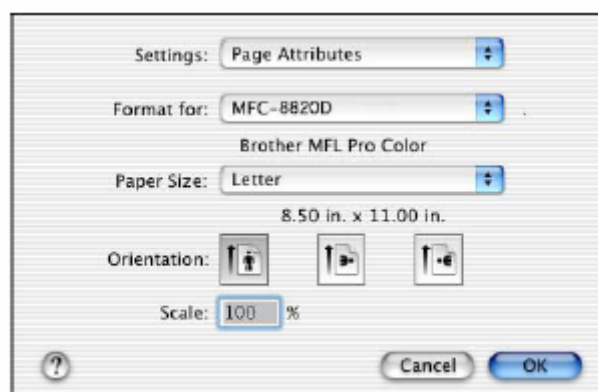 Settings: Page Attributes
Format for: MFC-8820D
Brother MFL Pro Color
Paper Size: Letter
8.50 in. x 11.00 in.
Orientation:
Scale: 100 %
? Cancel OK